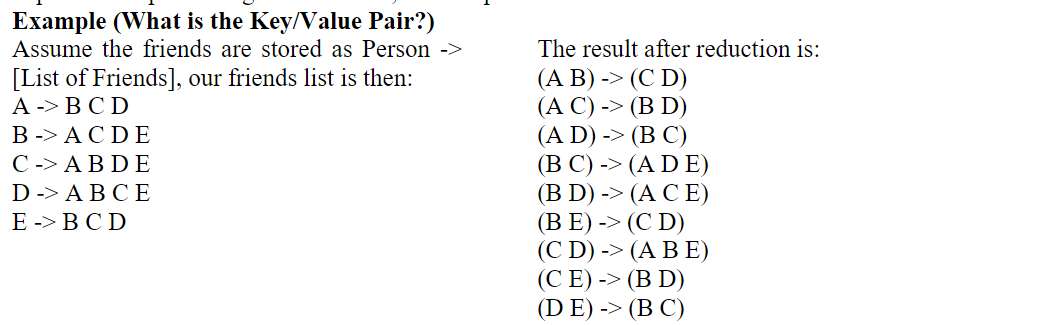 Example (What is the Key/Value Pair?)
Assume the friends are stored as Person ->
[List of Friends], our friends list is then:
A -> B C D
B -> A C D E
C -> A B D E
D -> A B C E
E -> B C D
The result after reduction is:
(A B) -> (C D)
(A C) -> (B D)
(A D) -> (B C)
(B C) -> (A D E)
(B D) -> (A C E)
(B E) -> (C D)
(C D) -> (A B E)
(C E) -> (B D)
(D E) -> (B C)